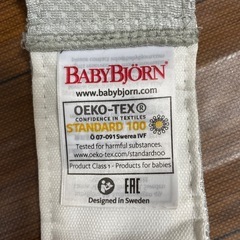 BABYBJÖRN
www.babybjorn.com
OEKO-TEX®
CONFIDENCE IN TEXTILES
STANDARD 100
Ö 07-091 Swerea IVF
Tested for harmful substances.
www.oeko-tex.com/standard100
Product Class 1 - Products for babies
EAC
Designed in Sweden